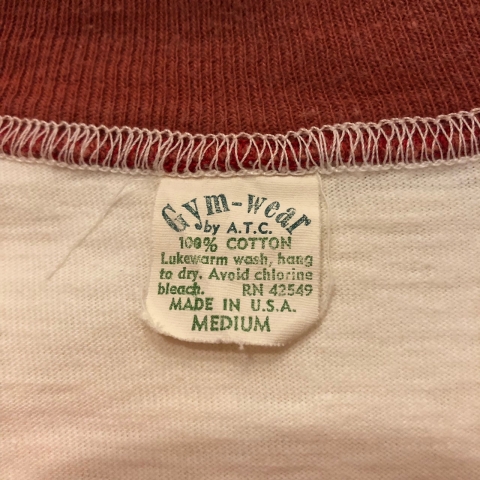 Gym-wear
by A.T.C.
100% COTTON
Lukewarm wash, hang
to dry. Avoid chlorine
bleach. RN 42549
MADE IN U.S.A.
MEDIUM